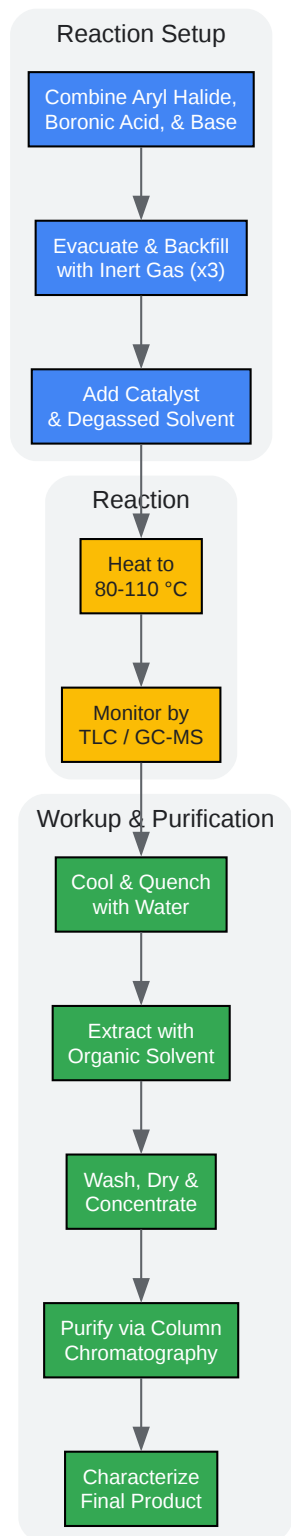 Reaction Setup
Combine Aryl Halide,
Boronic Acid, & Base
Evacuate & Backfill
with Inert Gas (x3)
Add Catalyst
& Degassed Solvent
Reaction
Heat to
80-110 °C
Monitor by
TLC / GC-MS
Workup & Purification
Cool & Quench
with Water
Extract with
Organic Solvent
Wash, Dry &
Concentrate
Purify via Column
Chromatography
Characterize
Final Product